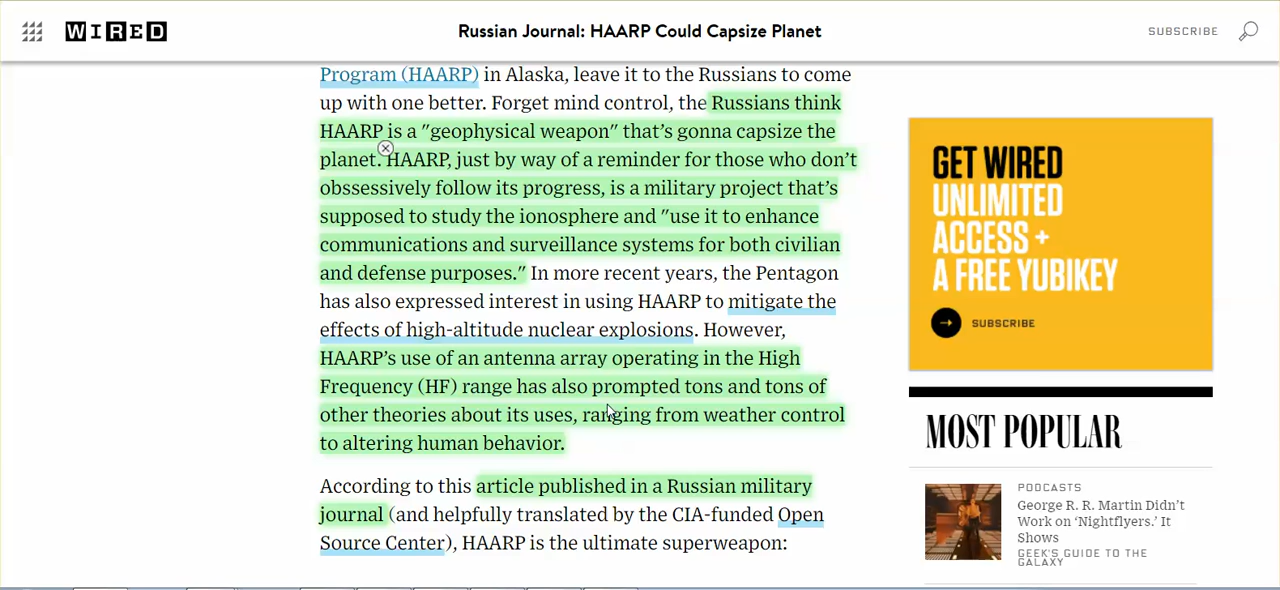 WIRED
Russian Journal: HAARP Could Capsize Planet
SUBSCRIBE
Program (HAARP) in Alaska, leave it to the Russians to come
up with one better. Forget mind control, the Russians think
HAARP is a "geophysical weapon" that's gonna capsize the
planet. HAARP, just by way of a reminder for those who don't
obssessively follow its progress, is a military project that's
supposed to study the ionosphere and "use it to enhance
communications and surveillance systems for both civilian
and defense purposes." In more recent years, the Pentagon
has also expressed interest in using HAARP to mitigate the
effects of high-altitude nuclear explosions. However,
HAARP's use of an antenna array operating in the High
Frequency (HF) range has also prompted tons and tons of
other theories about its uses, ranging from weather control
to altering human behavior.
According to this article published in a Russian military
journal (and helpfully translated by the CIA-funded Open
Source Center), HAARP is the ultimate superweapon:
GET WIRED
UNLIMITED
ACCESS +
A FREE YUBIKEY
SUBSCRIBE
MOST POPULAR
PODCASTS
George R. R. Martin Didn't
Work on 'Nightflyers.' It
Shows
GEEK'S GUIDE TO THE
GALAXY